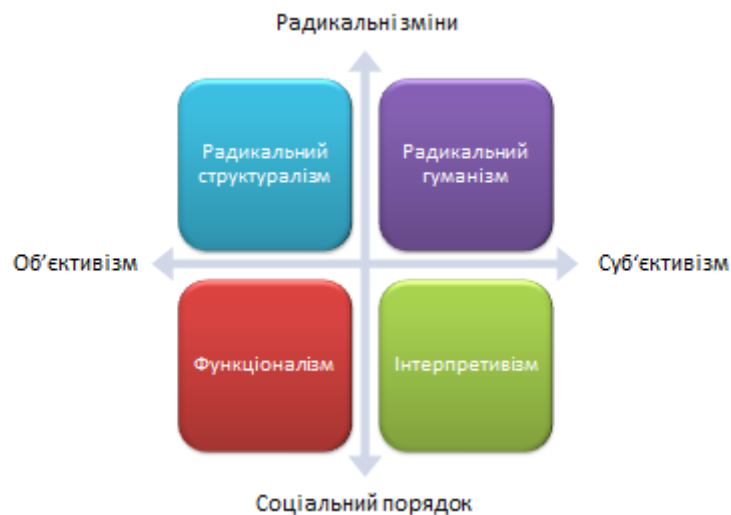 Радикальні зміни
Радикальний
структуралізм
Радикальний
гуманізм
Об’єктивізм
Суб‘єктивізм
Функціоналізм
Інтерпретивізм
Соціальний порядок